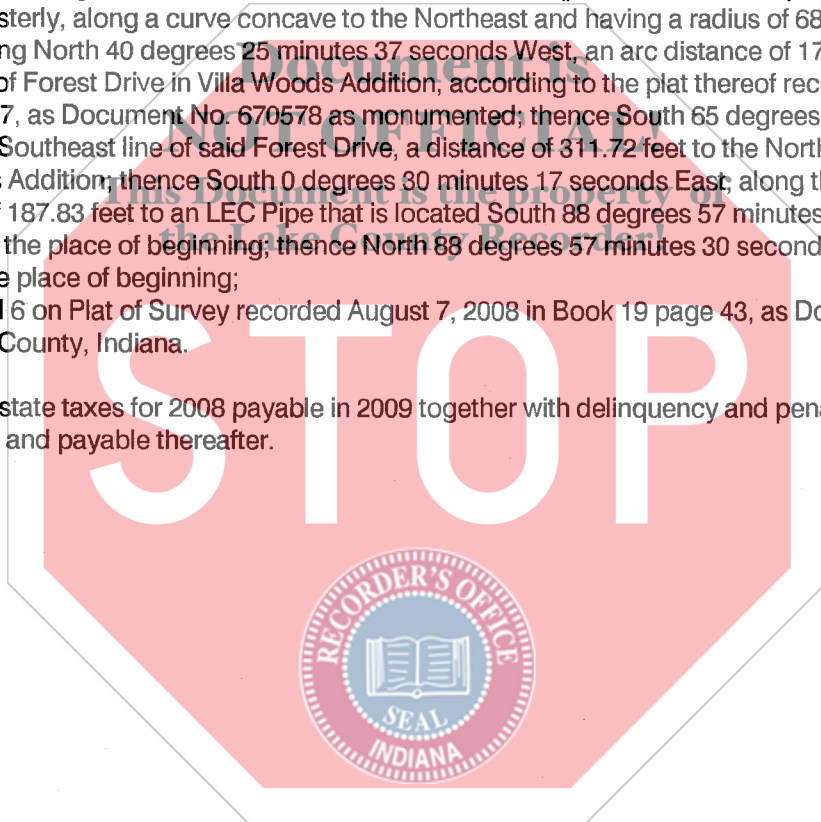 sterly, along a curve concave to the Northeast and having a radius of 68
ng North 40 degrees 25 minutes 37 seconds West, an arc distance of 17
of Forest Drive in Villa Woods Addition, according to the plat thereof rec
7, as Document No. 670578 as monumented; thence South 65 degrees
Southeast line of said Forest Drive, a distance of 311.72 feet to the North
Addition; thence South 0 degrees 30 minutes 17 seconds East, along th
187.83 feet to an LEC Pipe that is located South 88 degrees 57 minutes
the place of beginning; thence North 88 degrees 57 minutes 30 second
e place of beginning;
l 6 on Plat of Survey recorded August 7, 2008 in Book 19 page 43, as Do
County, Indiana.
state taxes for 2008 payable in 2009 together with delinquency and pena
and payable thereafter.
Document is
NOT OFFICIAL!
This Document is the property of
the Lake County Recorder!
STOP
RECORDER'S OFFICE
SEAL
INDIANA